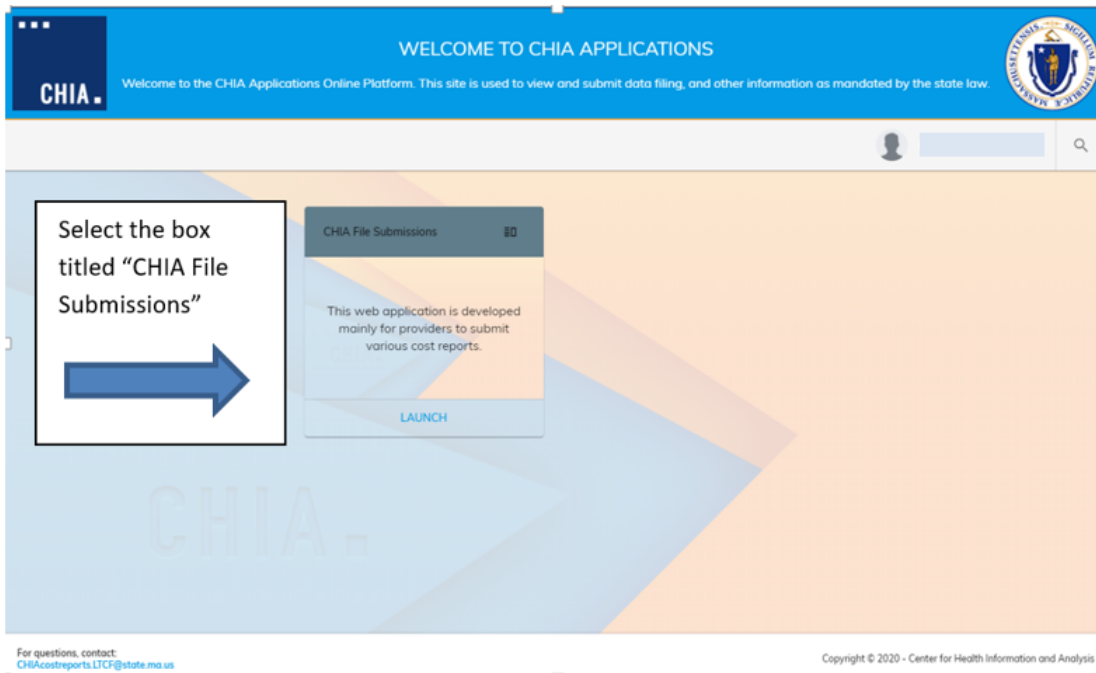 CHIA.
WELCOME TO CHIA APPLICATIONS
Welcome to the CHIA Applications Online Platform. This site is used to view and submit data filing, and other information as mandated by the state law.
Select the box
titled “CHIA File
Submissions”
CHIA File Submissions
This web application is developed
mainly for providers to submit
various cost reports.
LAUNCH
CHIA.
For questions, contact:
CHIAcostreports.LTCF@state.ma.us
Copyright © 2020 - Center for Health Information and Analysis